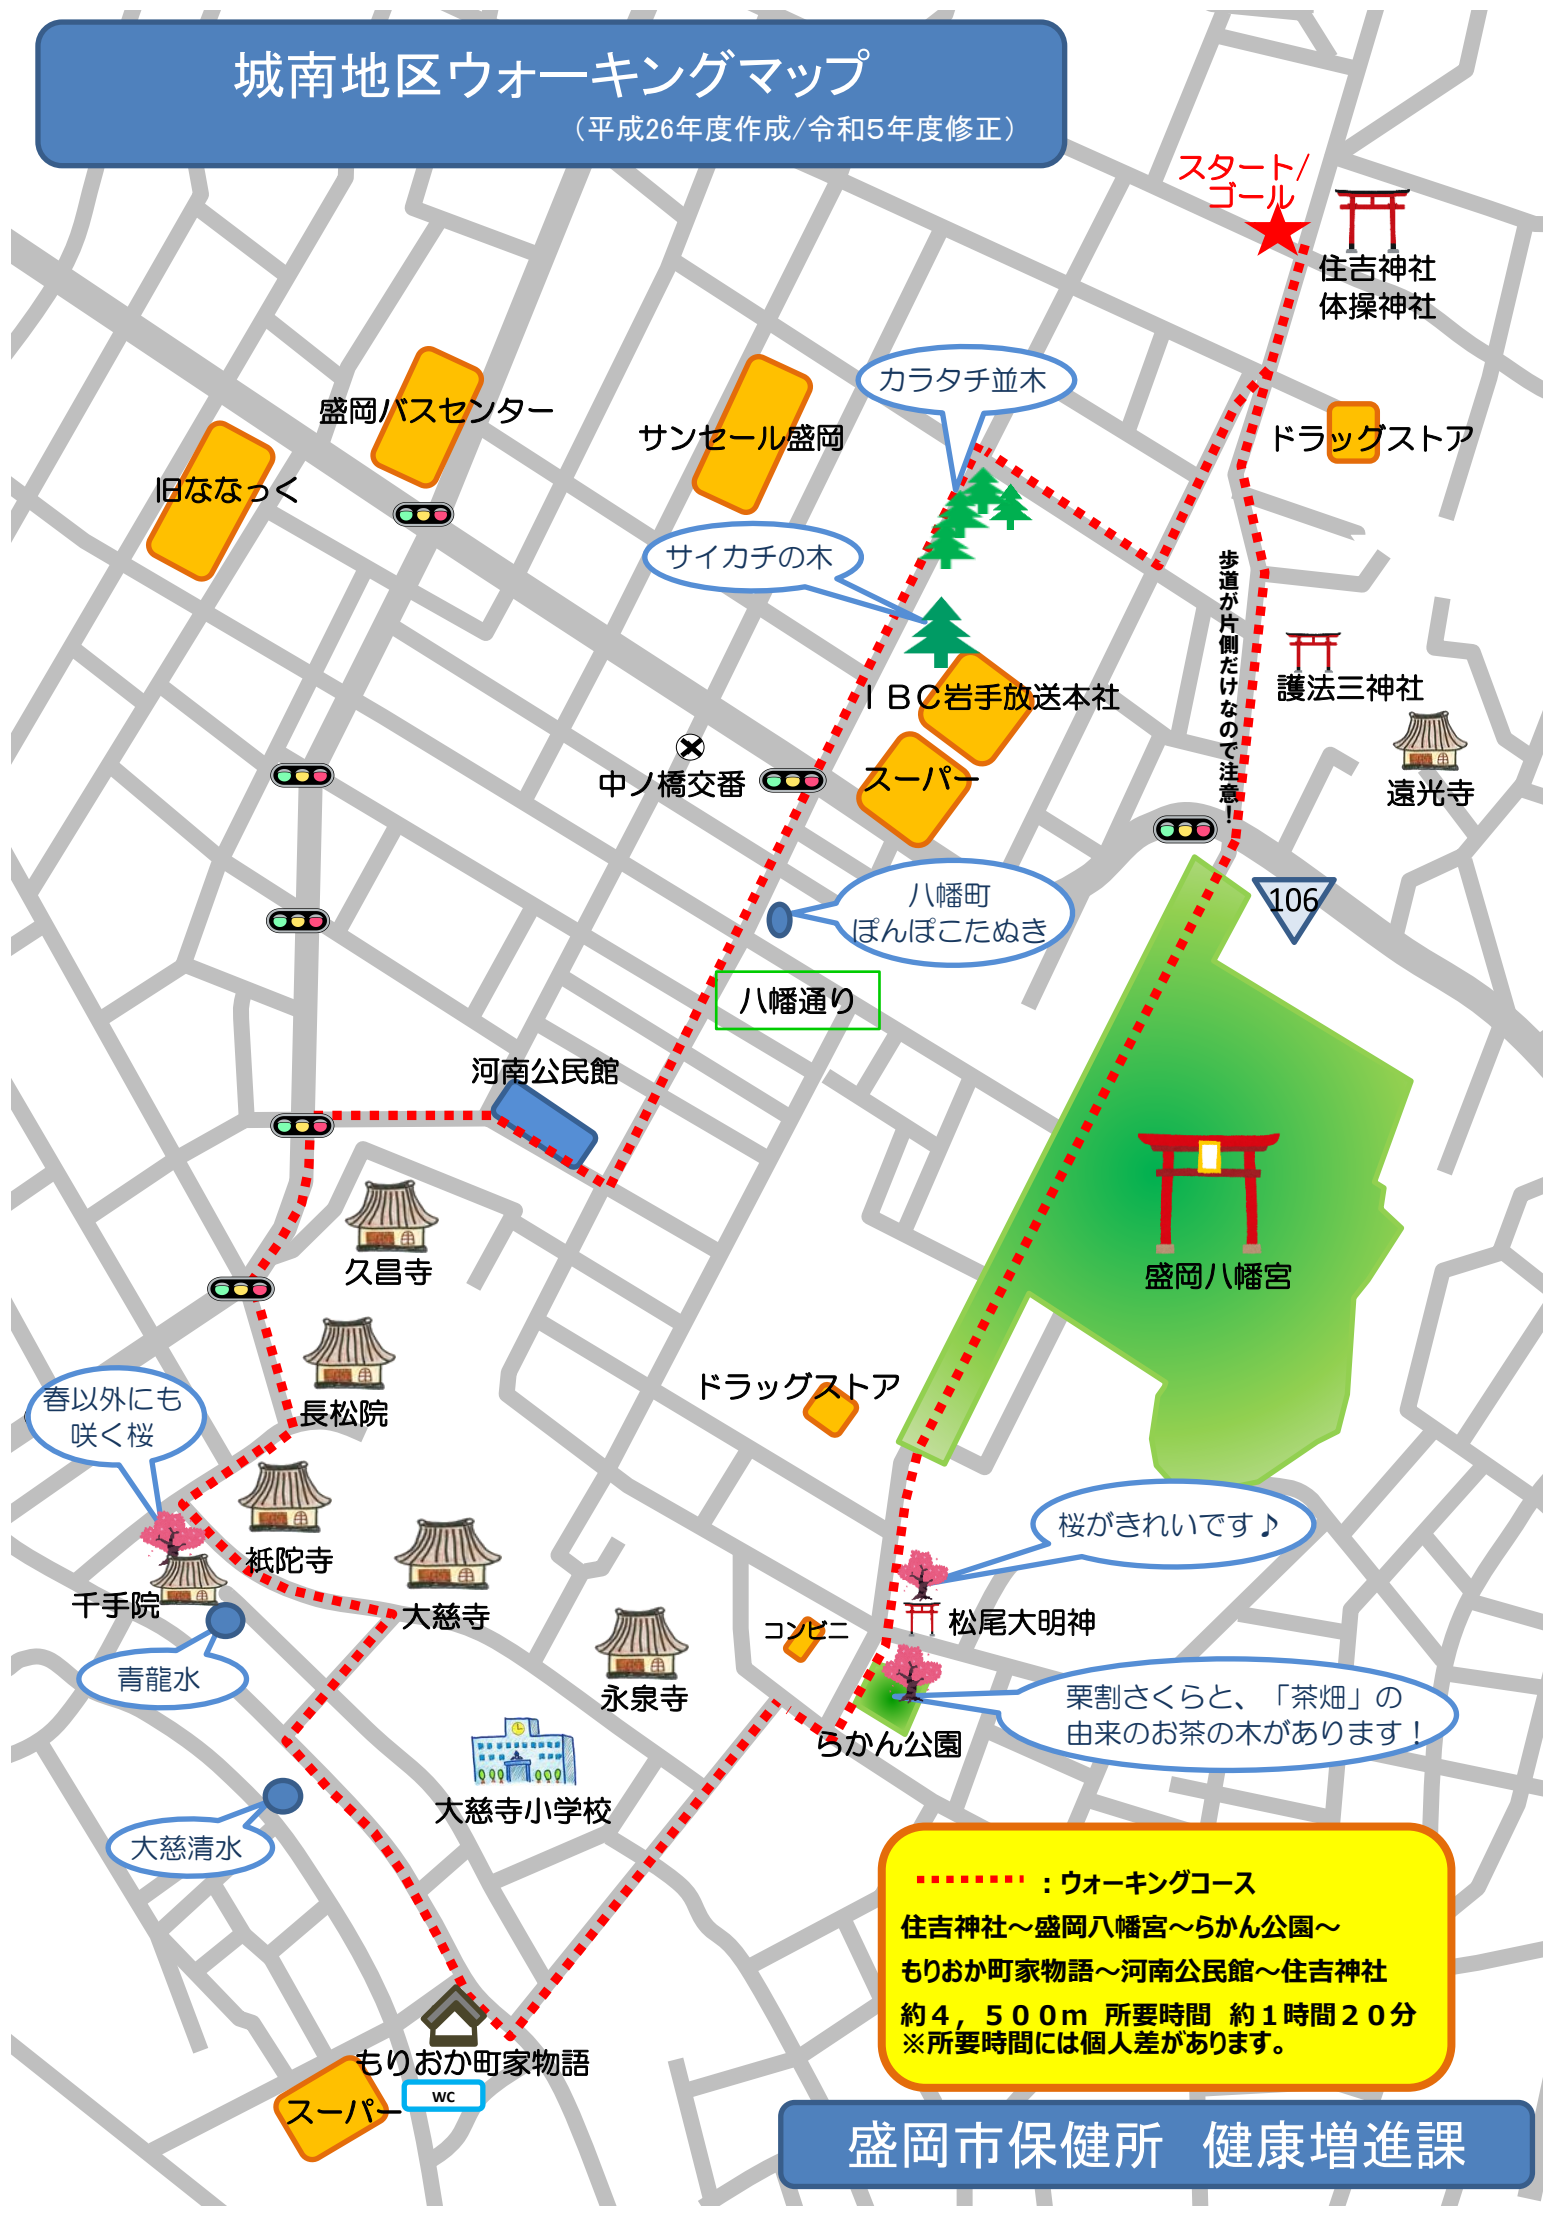 城南地区ウォーキングマップ
（平成26年度作成/令和5年度修正）
スタート/
ゴール
住吉神社
体操神社
カラタチ並木
盛岡バスセンター
サンセール盛岡
ドラッグストア
旧ななっく
サイカチの木
歩道が片側だけなので注意！
ＩＢＣ岩手放送本社
護法三神社
中ノ橋交番
スーパー
遠光寺
八幡町
ぽんぽこたぬき
106
八幡通り
河南公民館
久昌寺
盛岡八幡宮
長松院
ドラッグストア
春以外にも
咲く桜
桜がきれいです♪
祇陀寺
千手院
大慈寺
コンビニ
松尾大明神
青龍水
永泉寺
栗割さくらと、「茶畑」の
由来のお茶の木があります！
らかん公園
大慈寺小学校
大慈清水
：ウォーキングコース
住吉神社～盛岡八幡宮～らかん公園～
もりおか町家物語～河南公民館～住吉神社
約４，５００ｍ 所要時間 約１時間２０分
※所要時間には個人差があります。
もりおか町家物語
WC
スーパー
盛岡市保健所　健康増進課